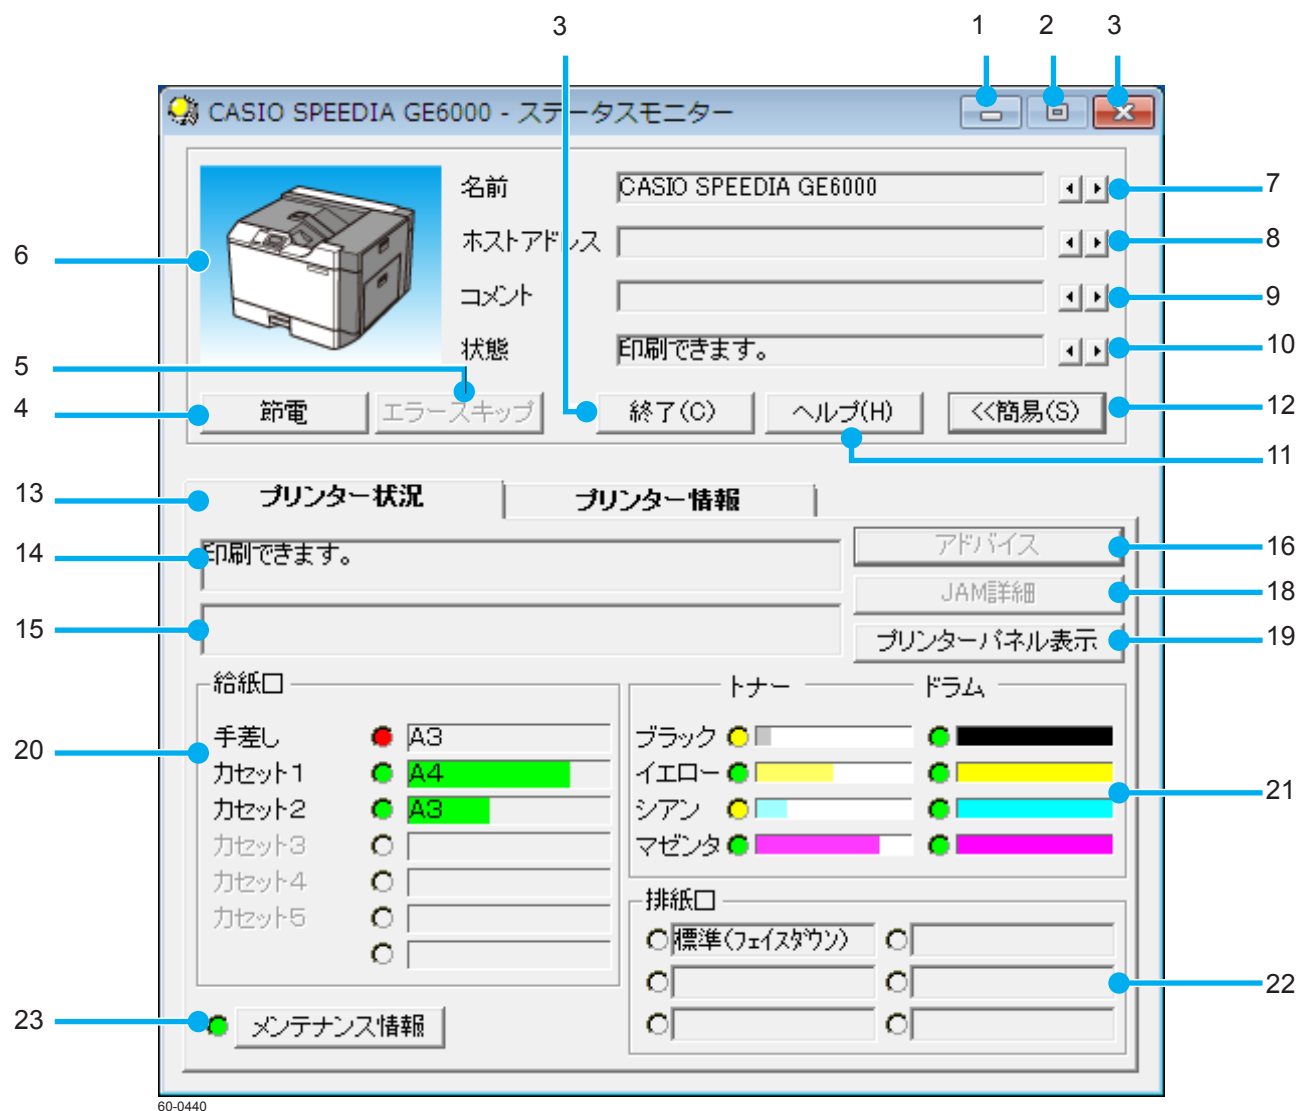 3
1
2
3
CASIO SPEEDIA GE6000 - ステータスモニター
名前
CASIO SPEEDIA GE6000
7
ホストアドレス
8
6
コメント
9
状態
印刷できます。
10
5
4
節電
エラースキップ
終了(C)
ヘルプ(H)
<<簡易(S)
12
11
13
プリンター状況
プリンター情報
14
印刷できます。
アドバイス
16
JAM詳細
18
15
プリンターパネル表示
19
給紙口
トナー
ドラム
20
手差し
A3
ブラック
カセット1
A4
イエロー
21
カセット2
A3
シアン
カセット3
マゼンタ
カセット4
排紙口
カセット5
標準(フェイスダウン)
22
23
メンテナンス情報
60-0440